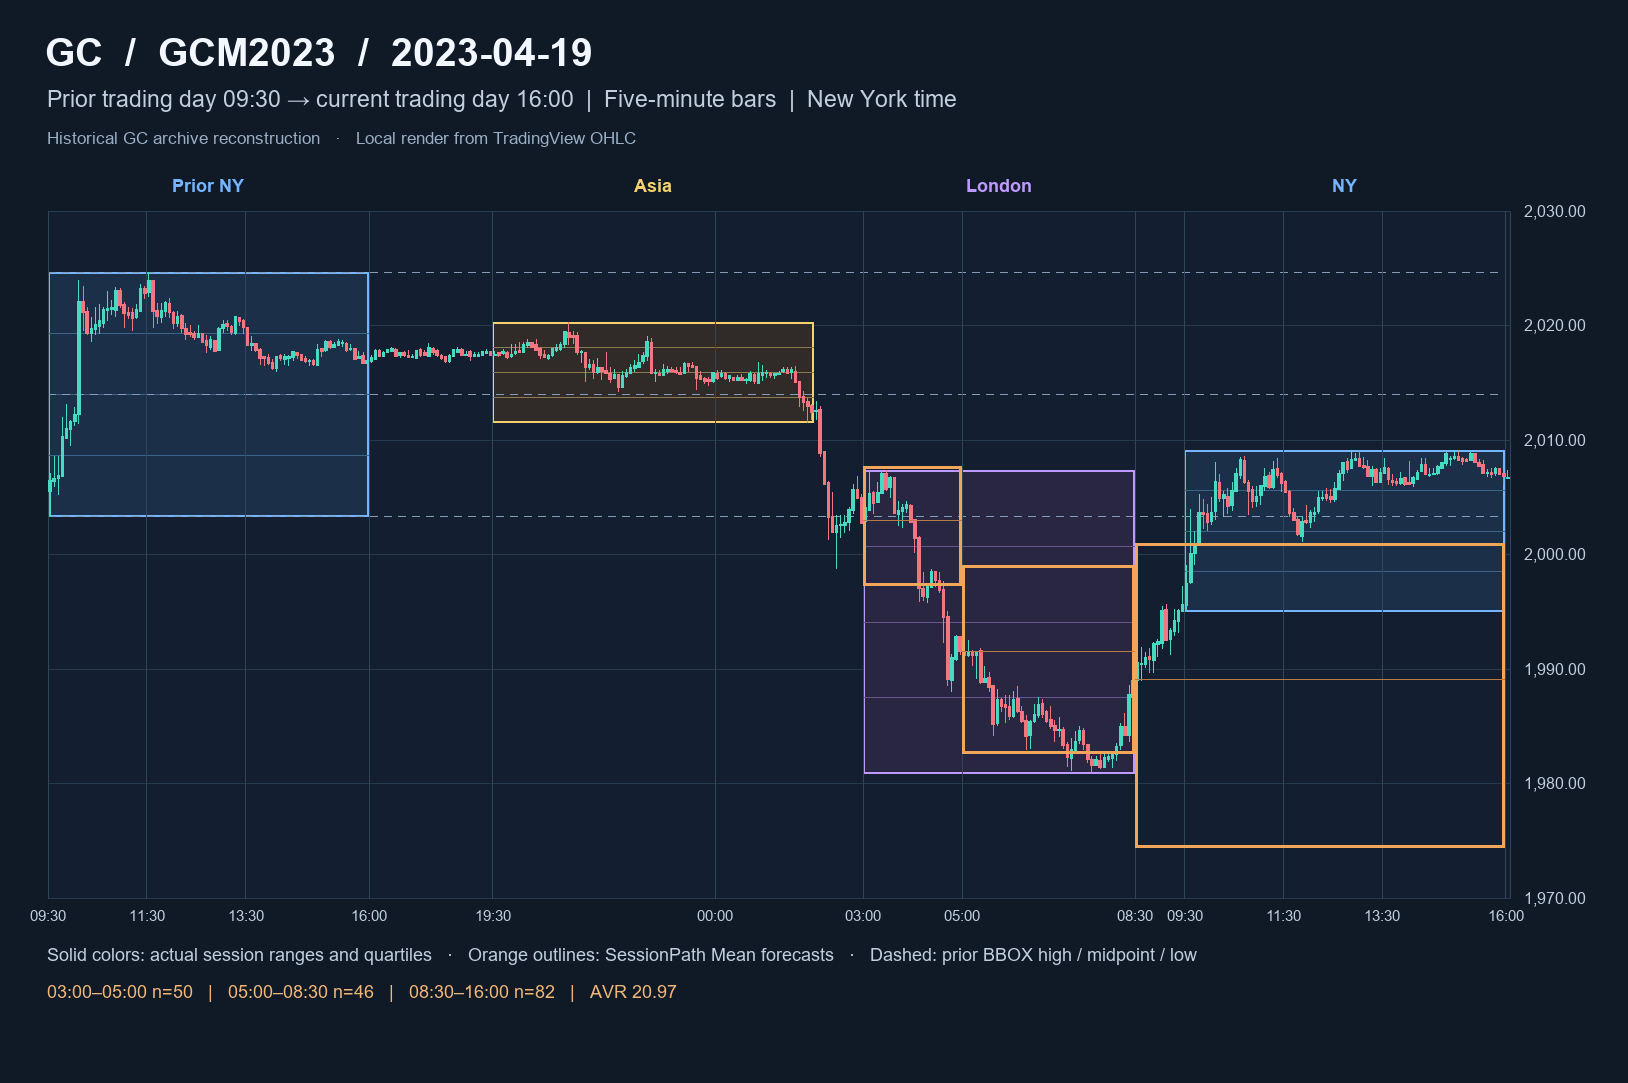 GC / GCM2023 / 2023-04-19
Prior trading day 09:30 → current trading day 16:00 | Five-minute bars | New York time
Historical GC archive reconstruction · Local render from TradingView OHLC
Prior NY Asia London NY
2,030.00
2,020.00
2,010.00
2,000.00
1,990.00
1,980.00
1,970.00
09:30 11:30 13:30 16:00 19:30 00:00 03:00 05:00 08:30 09:30 11:30 13:30 16:00
Solid colors: actual session ranges and quartiles · Orange outlines: SessionPath Mean forecasts · Dashed: prior BBOX high / midpoint / low
03:00–05:00 n=50 | 05:00–08:30 n=46 | 08:30–16:00 n=82 | AVR 20.97